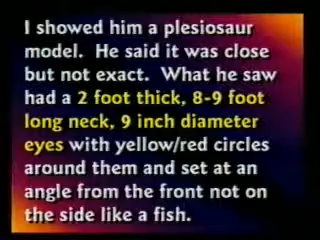 I showed him a plesiosaur
model.  He said it was close
but not exact.  What he saw
had a 2 foot thick, 8-9 foot
long neck, 9 inch diameter
eyes with yellow/red circles
around them and set at an
angle from the front not on
the side like a fish.